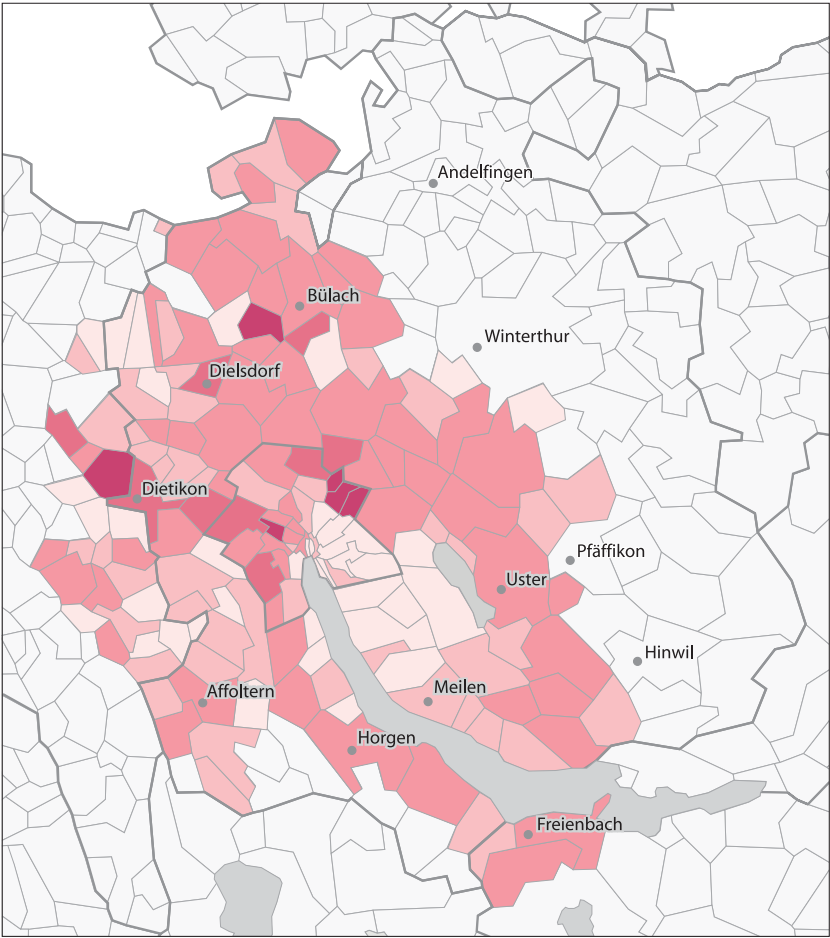 Andelfingen
Bülach
Winterthur
Dielsdorf
Dietikon
Pfäffikon
Uster
Hinwil
Affoltern
Meilen
Horgen
Freienbach